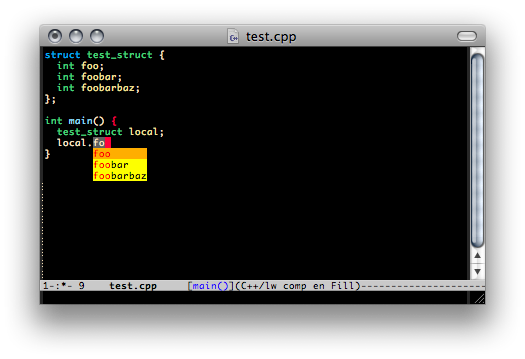 test.cpp
struct test_struct {
  int foo;
  int foobar;
  int foobarbaz;
};
int main() {
  test_struct local;
  local.fo
}
foo
foobar
foobarbaz
1-:*- 9    test.cpp     [main()](C++/lw comp en Fill)---------------------